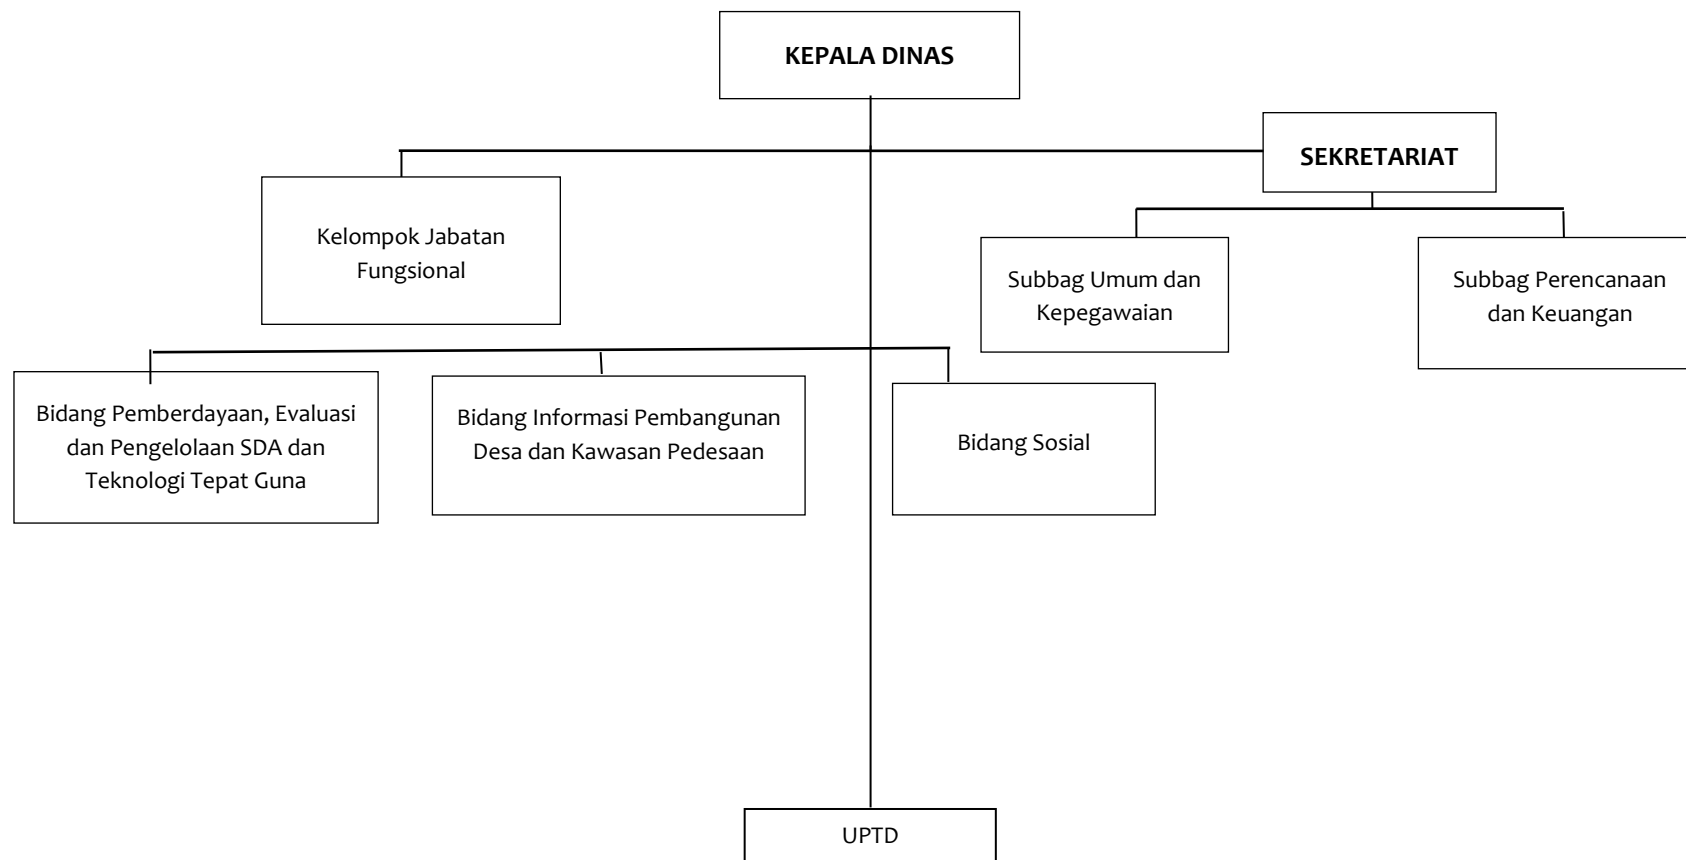 KEPALA DINAS
SEKRETARIAT
Kelompok Jabatan
Fungsional
Subbag Umum dan
Kepegawaian
Subbag Perencanaan
dan Keuangan
Bidang Pemberdayaan, Evaluasi
dan Pengelolaan SDA dan
Teknologi Tepat Guna
Bidang Informasi Pembangunan
Desa dan Kawasan Pedesaan
Bidang Sosial
UPTD